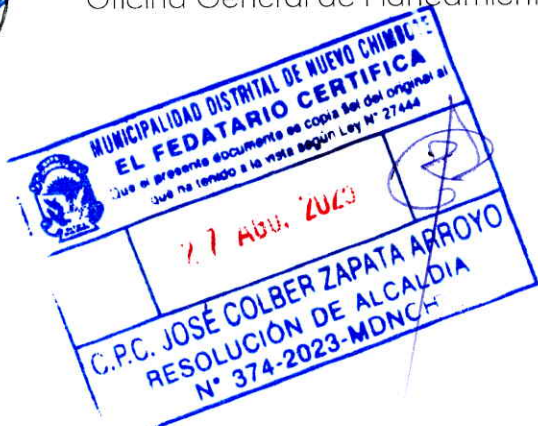 Oficina General de Planeamient
MUNICIPALIDAD DISTRITAL DE NUEVO CHIMBOTE
EL FEDATARIO CERTIFICA
Que el presente documento es copia fiel del original al
que ha tenido a la vista según Ley N° 27444
27 AGO. 2023
C.P.C. JOSÉ COLBER ZAPATA ARROYO
RESOLUCIÓN DE ALCALDIA
N° 374-2023-MDNCH